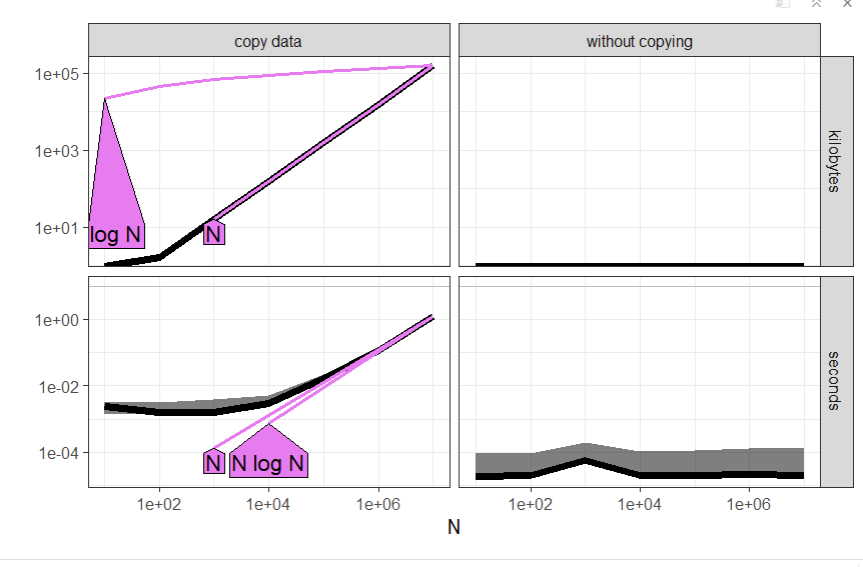 copy data
without copying
1e+05
1e+03
1e+01
log N
N
kilobytes
1e+00
1e-02
1e-04
N
N log N
seconds
1e+02
1e+04
1e+06
1e+02
1e+04
1e+06
N